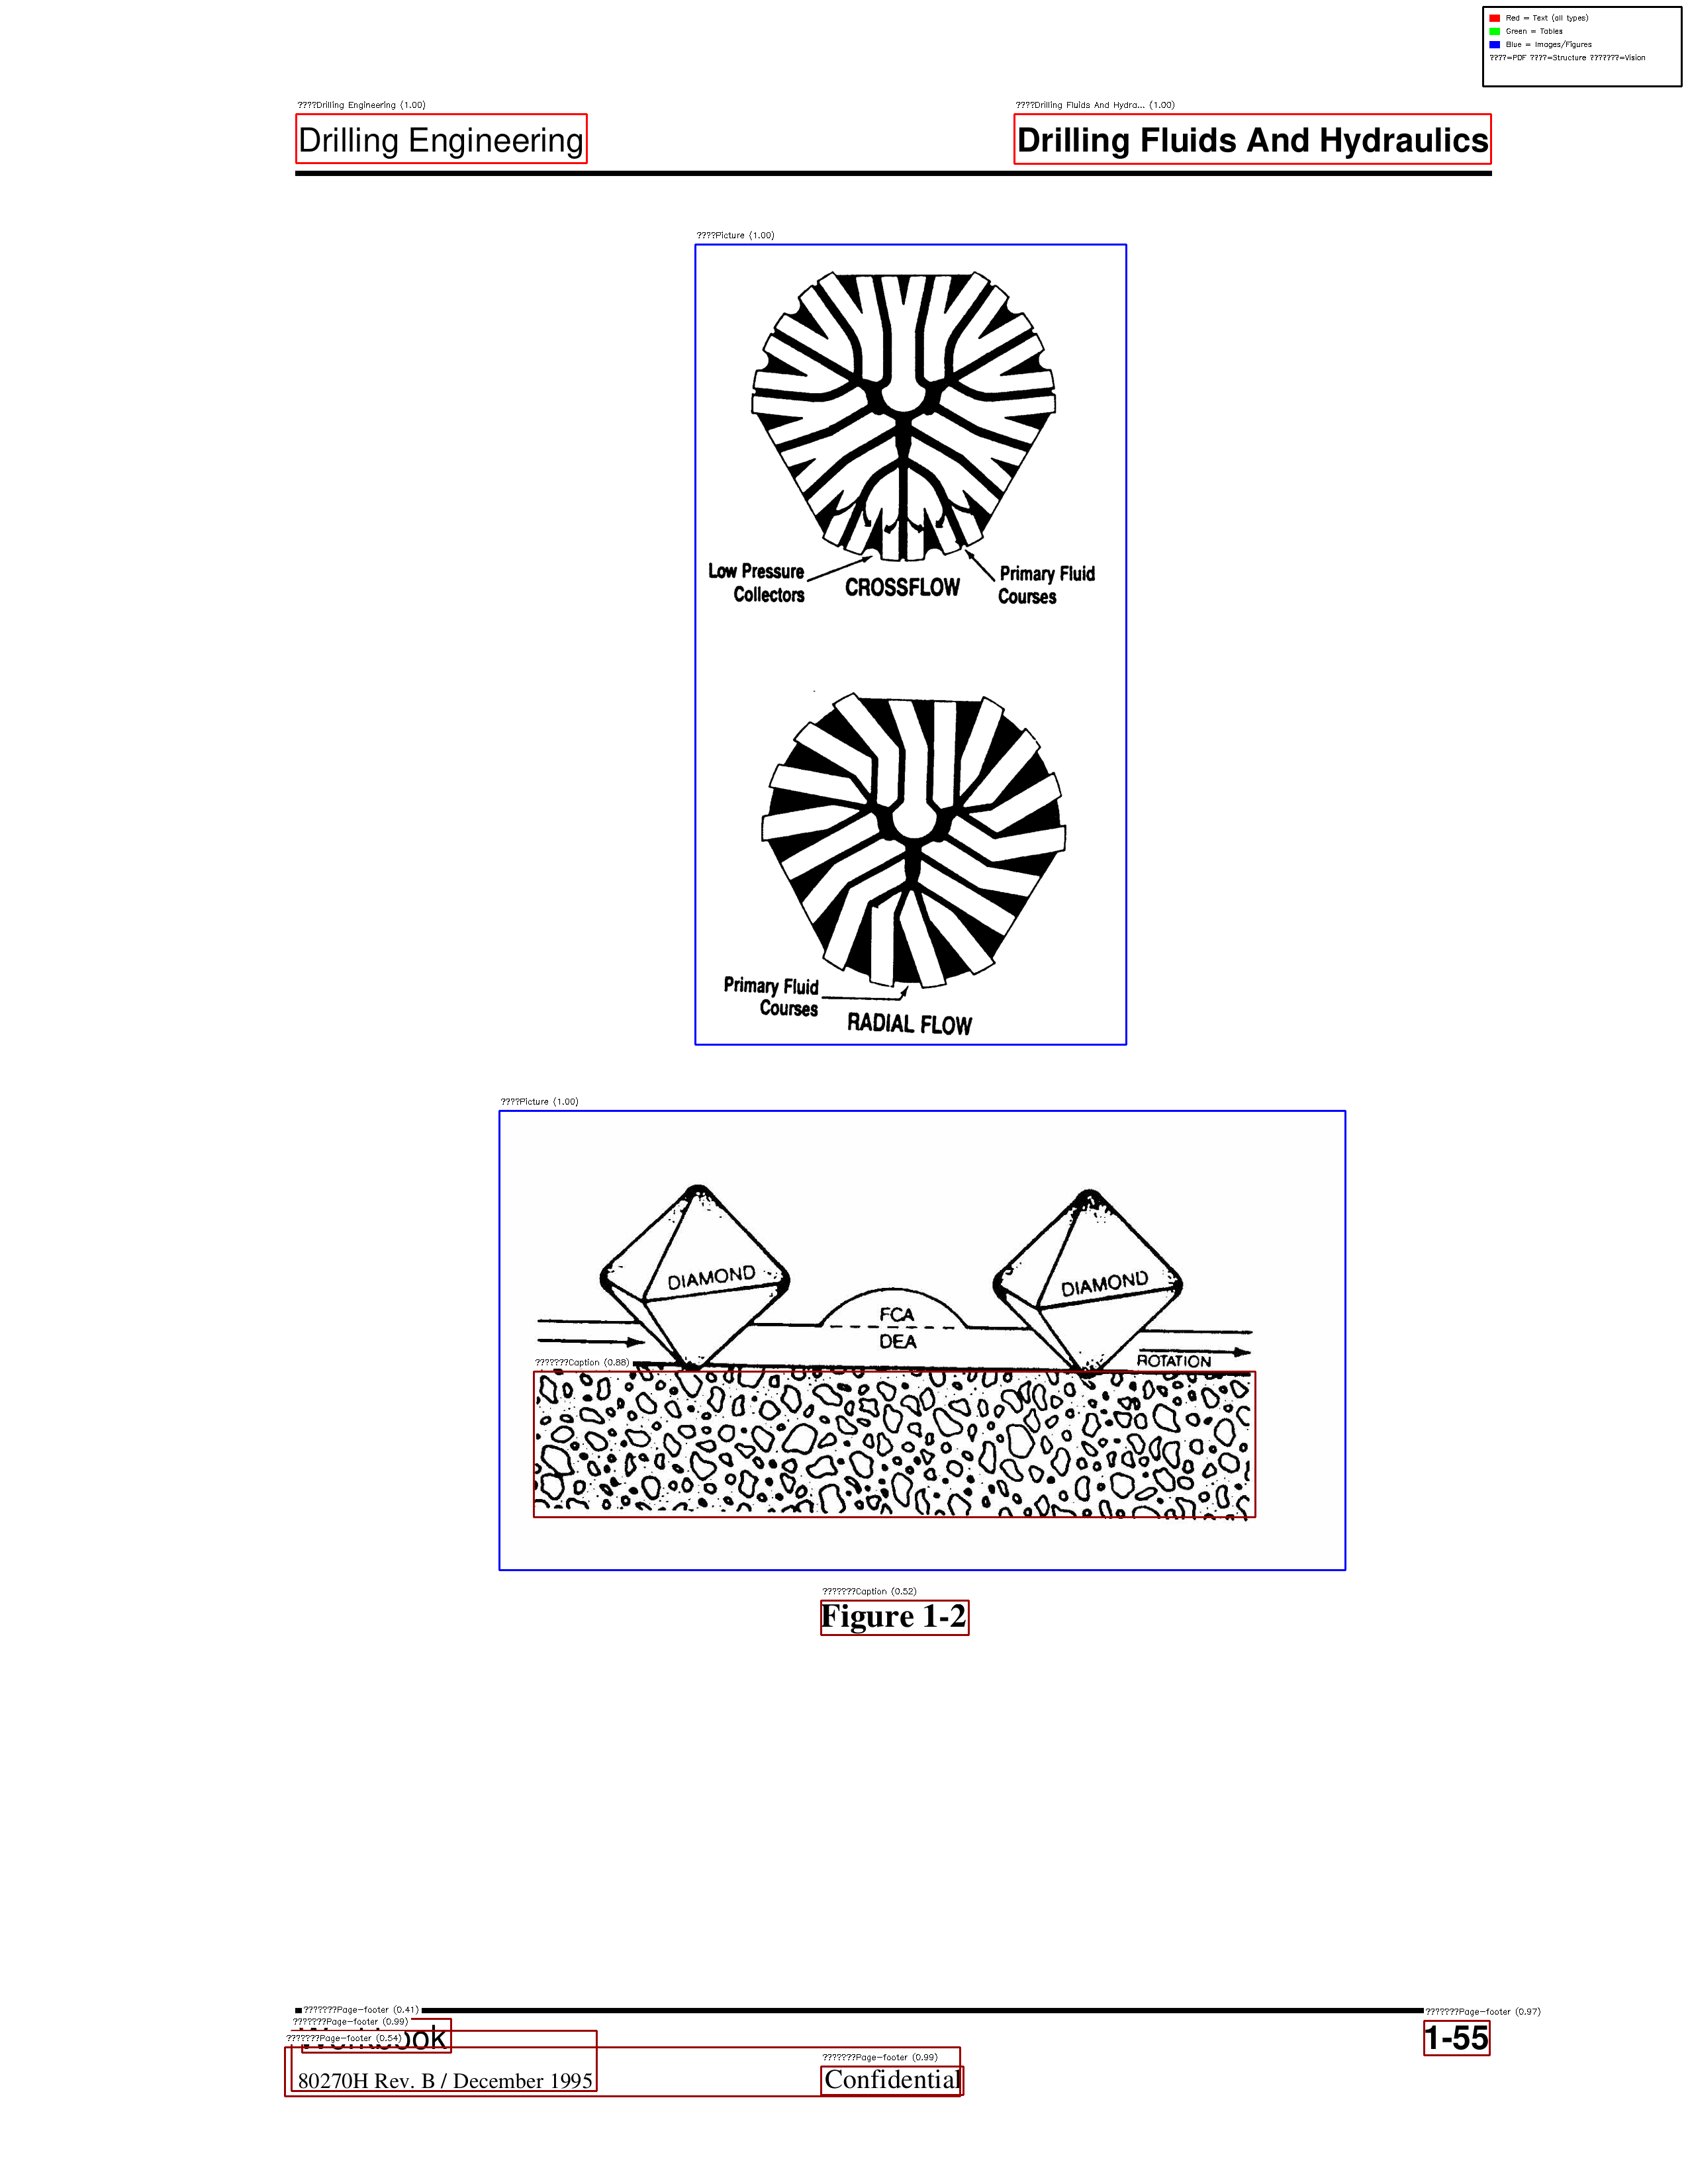 Red = Text (all types)
Green = Tables
Blue = Images/Figures
????=PDF ????=Structure ???????=Vision
????Drilling Engineering (1.00)
????Drilling Fluids And Hydra... (1.00)
Drilling Engineering
Drilling Fluids And Hydraulics
????Picture (1.00)
Low Pressure
Collectors
CROSSFLOW
Primary Fluid
Courses
Primary Fluid
Courses
RADIAL FLOW
????Picture (1.00)
DIAMOND
DIAMOND
FCA
DEA
ROTATION
???????Caption (0.88)
???????Caption (0.52)
Figure 1-2
???????Page-footer (0.41)
???????Page-footer (0.97)
???????Page-footer (0.99)
???????Page-footer (0.54)
Workbook
1-55
???????Page-footer (0.99)
80270H Rev. B / December 1995
Confidential